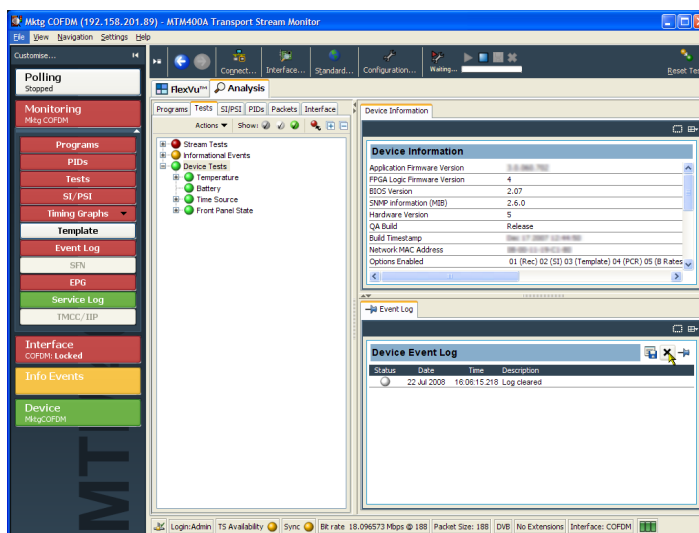 Mktg COFDM (192.158.201.89) - MTM400A Transport Stream Monitor
File View Navigation Settings Help
Customise...
Connect... Interface... Standard... Configuration... Waiting... Reset Tes
Polling
Stopped
FlexVu™ Analysis
Monitoring
Mktg COFDM
Programs
PIDs
Tests
SI/PSI
Timing Graphs
Template
Event Log
SFN
EPG
Service Log
TMCC/IIP
Interface
COFDM: Locked
Info Events
Device
MktgCOFDM
MTM
Programs Tests SI/PSI PIDs Packets Interface
Actions Show:
Stream Tests
Informational Events
Device Tests
Temperature
Battery
Time Source
Front Panel State
Device Information
Device Information
Application Firmware Version
FPGA Logic Firmware Version 4
BIOS Version 2.07
SNMP information (MIB) 2.6.0
Hardware Version 5
QA Build Release
Build Timestamp
Network MAC Address
Options Enabled 01 (Rec) 02 (SI) 03 (Template) 04 (PCR) 05 (B Rates
Event Log
Device Event Log
Status Date Time Description
22 Jul 2008 16:06:15.218 Log cleared
Login:Admin TS Availability Sync Bit rate 18.096573 Mbps @ 188 Packet Size: 188 DVB No Extensions Interface: COFDM